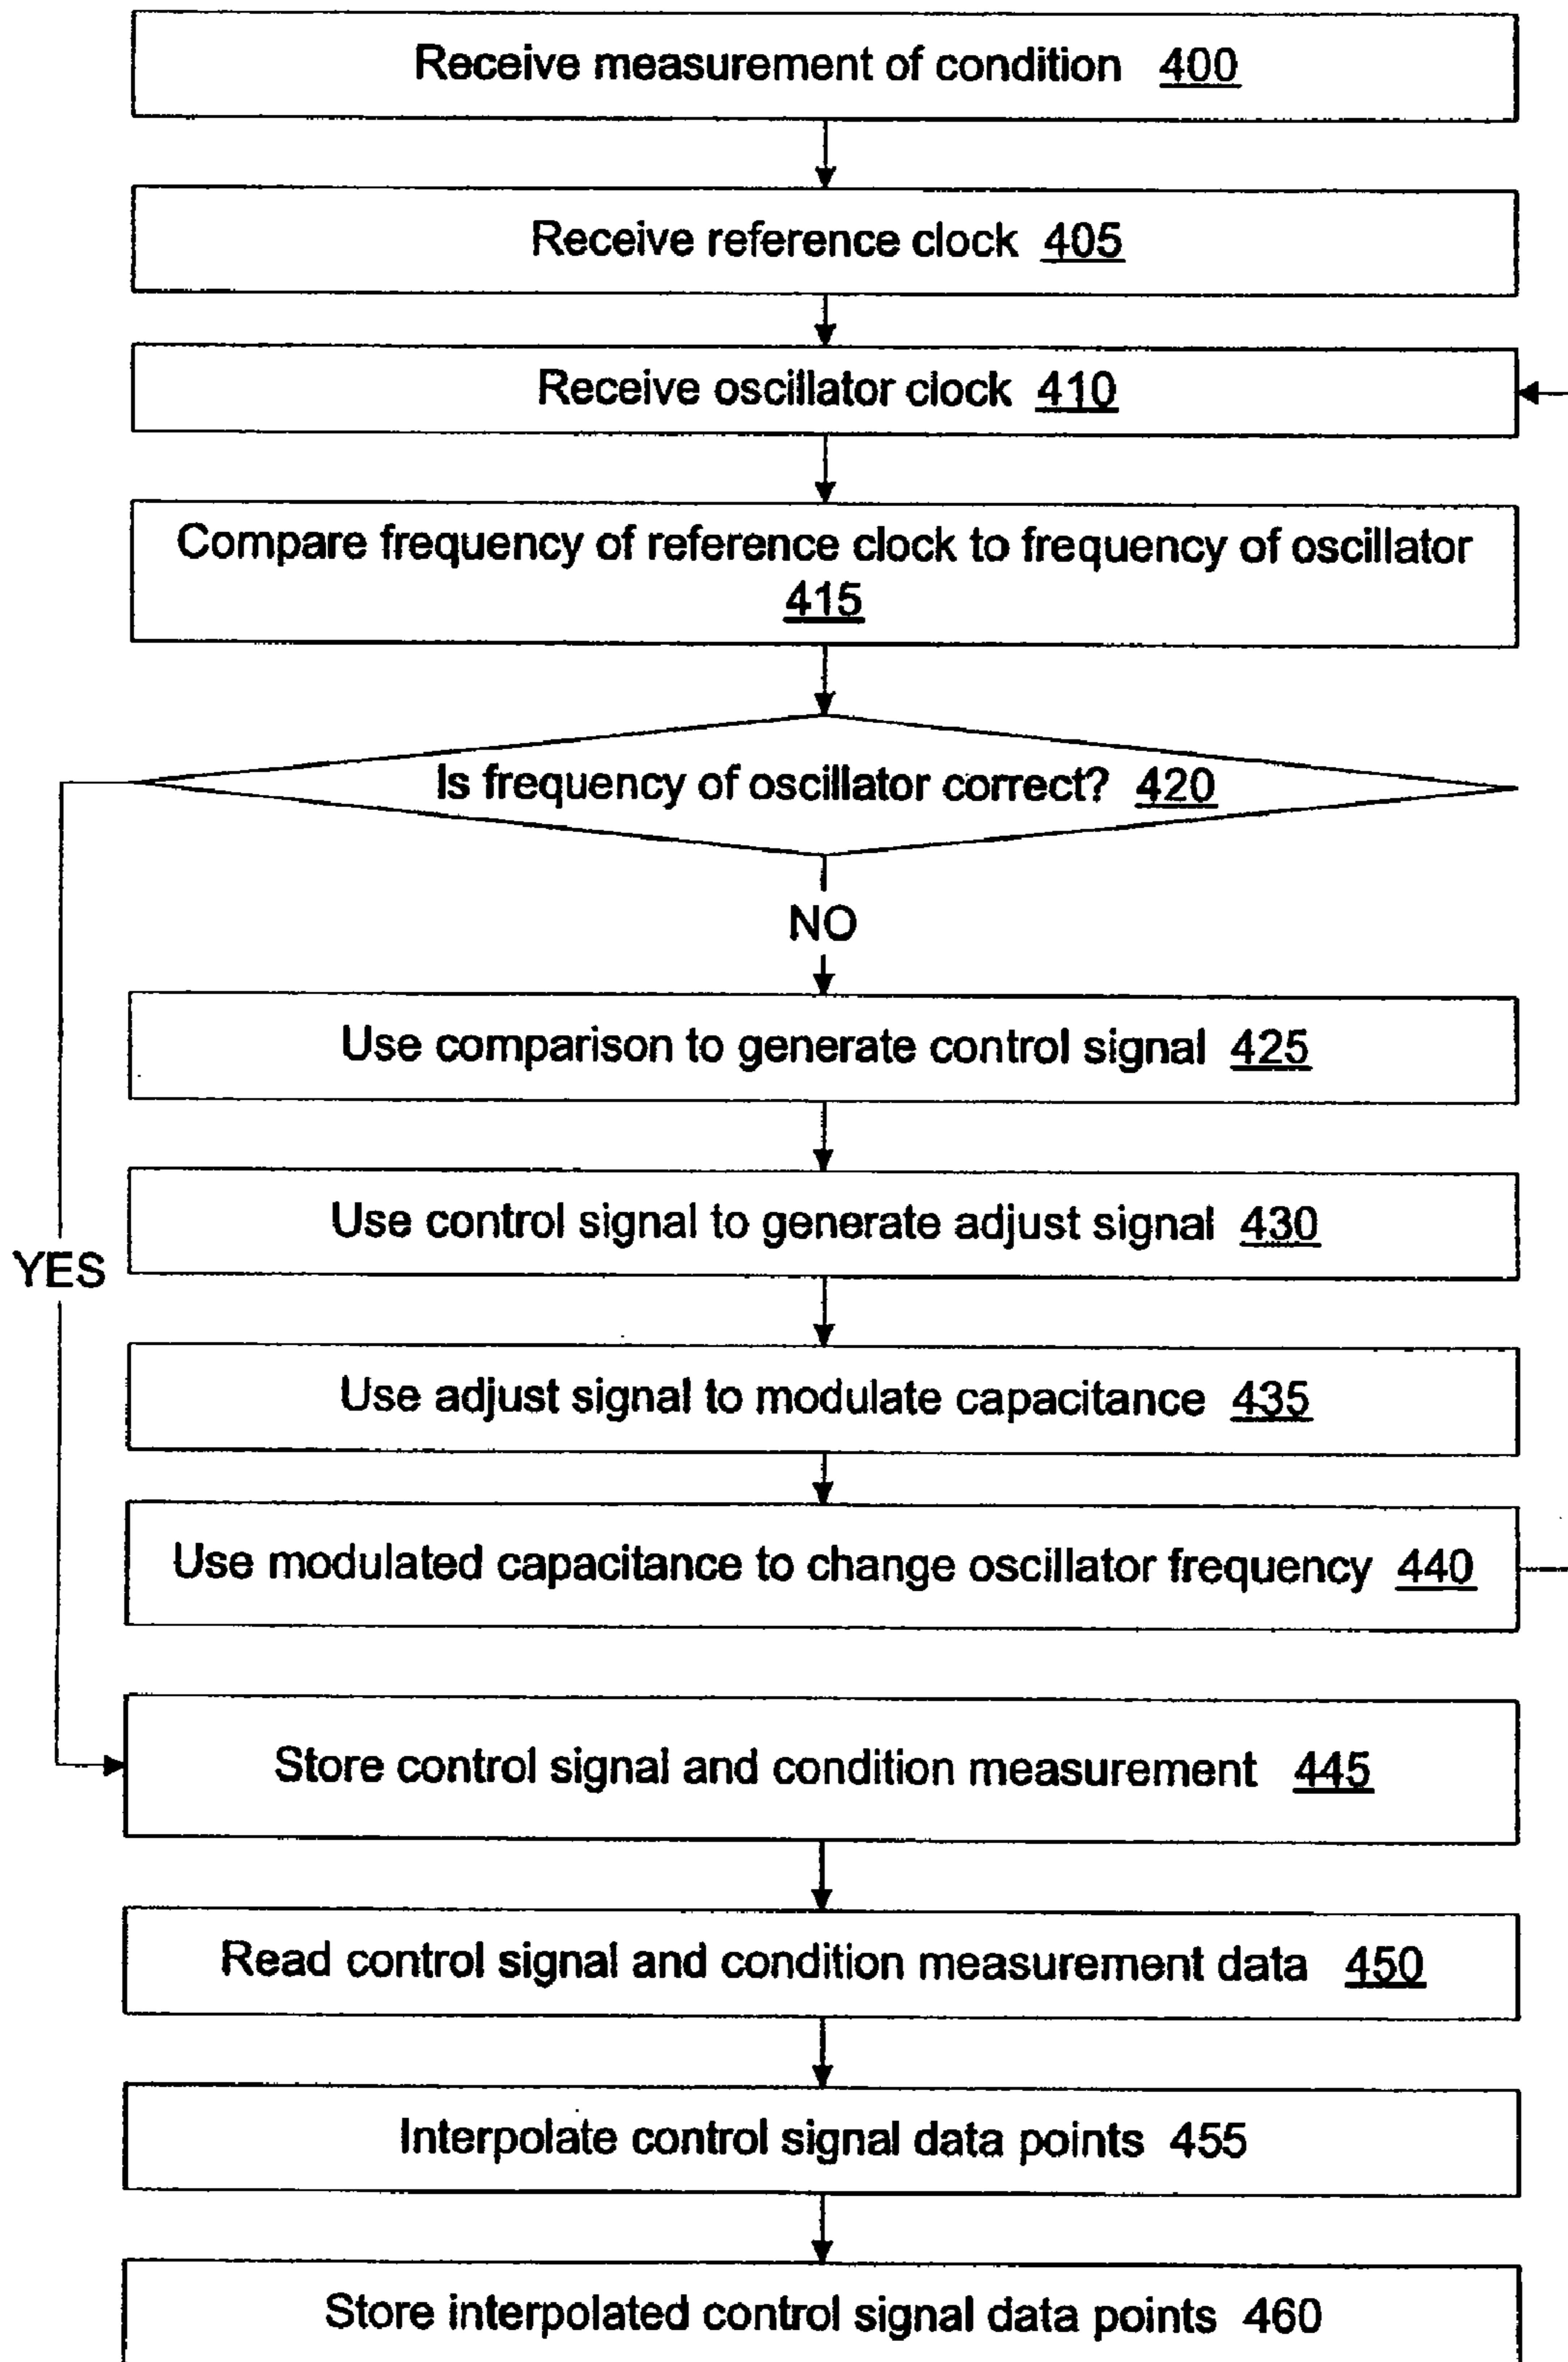 Receive measurement of condition 400
Receive reference clock 405
Receive oscillator clock 410
Compare frequency of reference clock to frequency of oscillator
415
Is frequency of oscillator correct? 420
NO
Use comparison to generate control signal 425
Use control signal to generate adjust signal 430
YES
Use adjust signal to modulate capacitance 435
Use modulated capacitance to change oscillator frequency 440
Store control signal and condition measurement 445
Read control signal and condition measurement data 450
Interpolate control signal data points 455
Store interpolated control signal data points 460